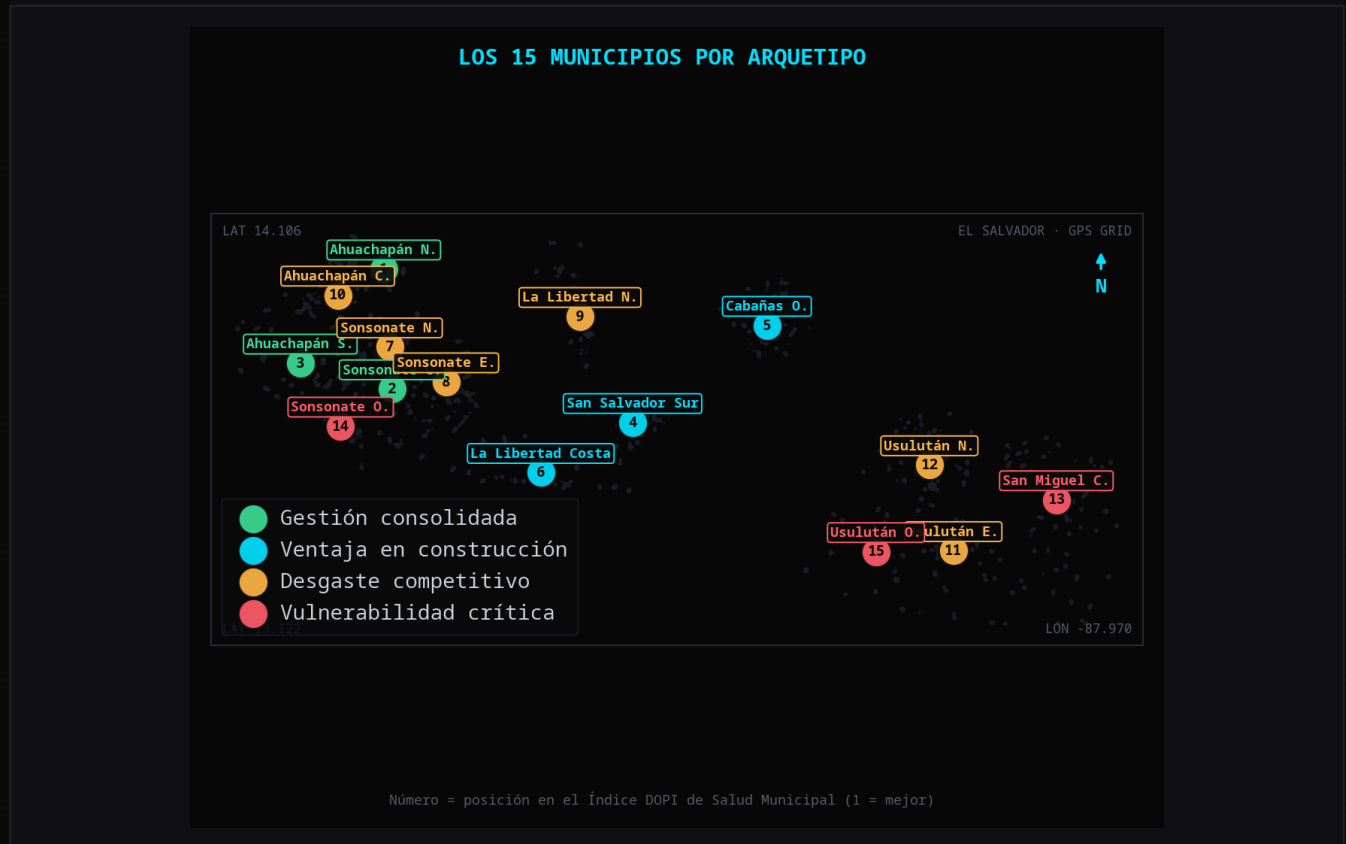 LOS 15 MUNICIPIOS POR ARQUETIPO
LAT 14.106
EL SALVADOR · GPS GRID
N
Ahuachapán N.
Ahuachapán C.
10
La Libertad N.
9
Cabañas O.
5
Sonsonate N.
7
Ahuachapán S.
3
Sonsonate E.
8
2
Sonsonate O.
14
San Salvador Sur
4
La Libertad Costa
6
Usulután N.
12
San Miguel C.
13
Usulután O.
15
ulután E.
11
Gestión consolidada
Ventaja en construcción
Desgaste competitivo
Vulnerabilidad crítica
LON -87.970
Número = posición en el Índice DOPI de Salud Municipal (1 = mejor)